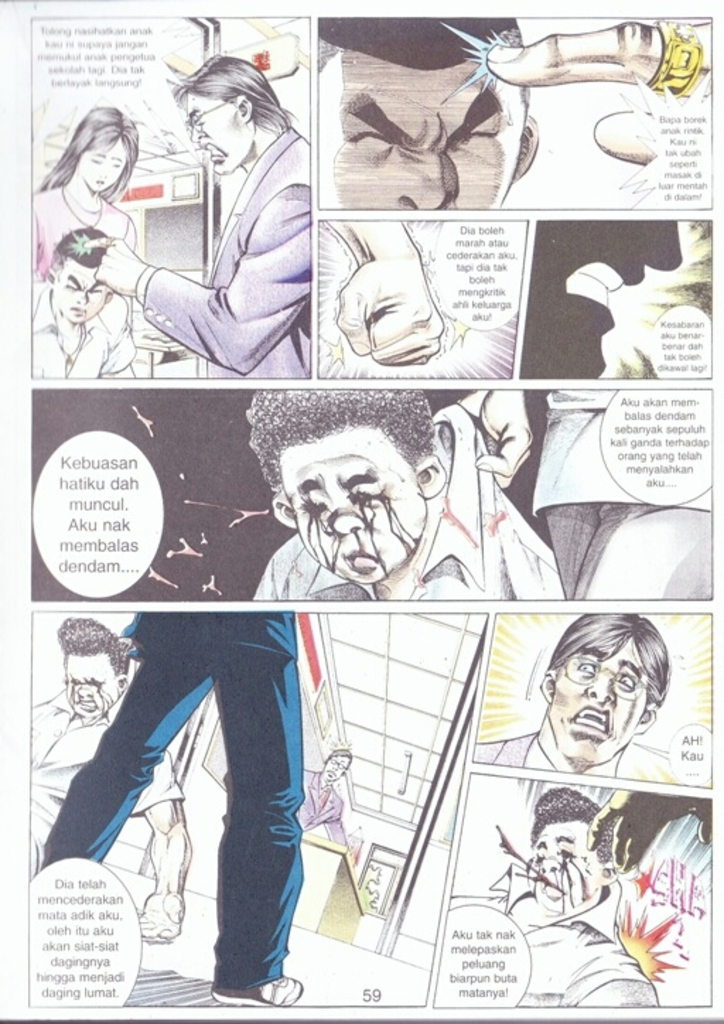 Tolong nasihatkan anak
kau ni supaya jangan
memukul anak pengetua
sekolah lagi. Dia tak
berlayak langsung!
Bapa borek
anak rintik.
Kau ni
tak ubah
seperti
masak di
luar mentah
di dalam!
Dia boleh
marah atau
cederakan aku,
tapi dia tak
boleh
mengkritik
ahli keluarga
aku!
Kesabaran
aku benar-
benar dah
tak boleh
dikawal lagi!
Kebuasan
hatiku dah
muncul.
Aku nak
membalas
dendam....
Aku akan mem-
balas dendam
sebanyak sepuluh
kali ganda terhadap
orang yang telah
menyalahkan
aku....
Dia telah
mencederakan
mata adik aku,
oleh itu aku
akan siat-siat
dagingnya
hingga menjadi
daging lumat.
AH!
Kau
....
Aku tak nak
melepaskan
peluang
biarpun buta
matanya!
59